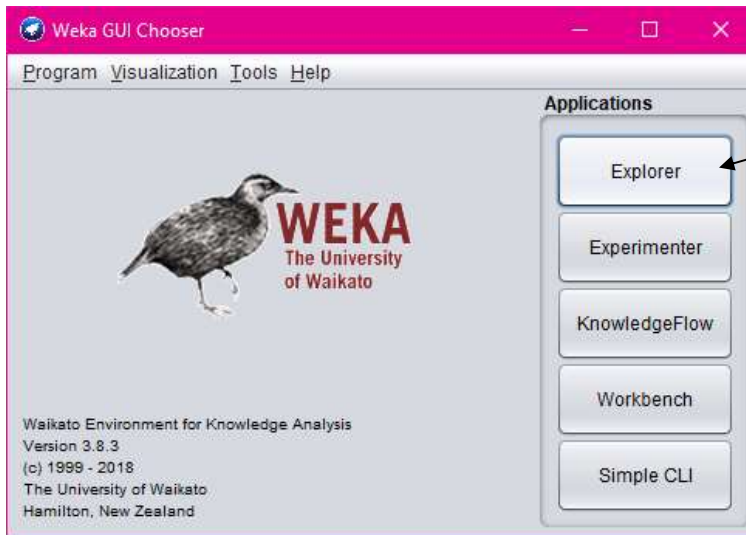 Weka GUI Chooser
Program Visualization Tools Help
Applications
Explorer
WEKA
The University
of Waikato
Experimenter
KnowledgeFlow
Workbench
Simple CLI
Waikato Environment for Knowledge Analysis
Version 3.8.3
(c) 1999 - 2018
The University of Waikato
Hamilton, New Zealand